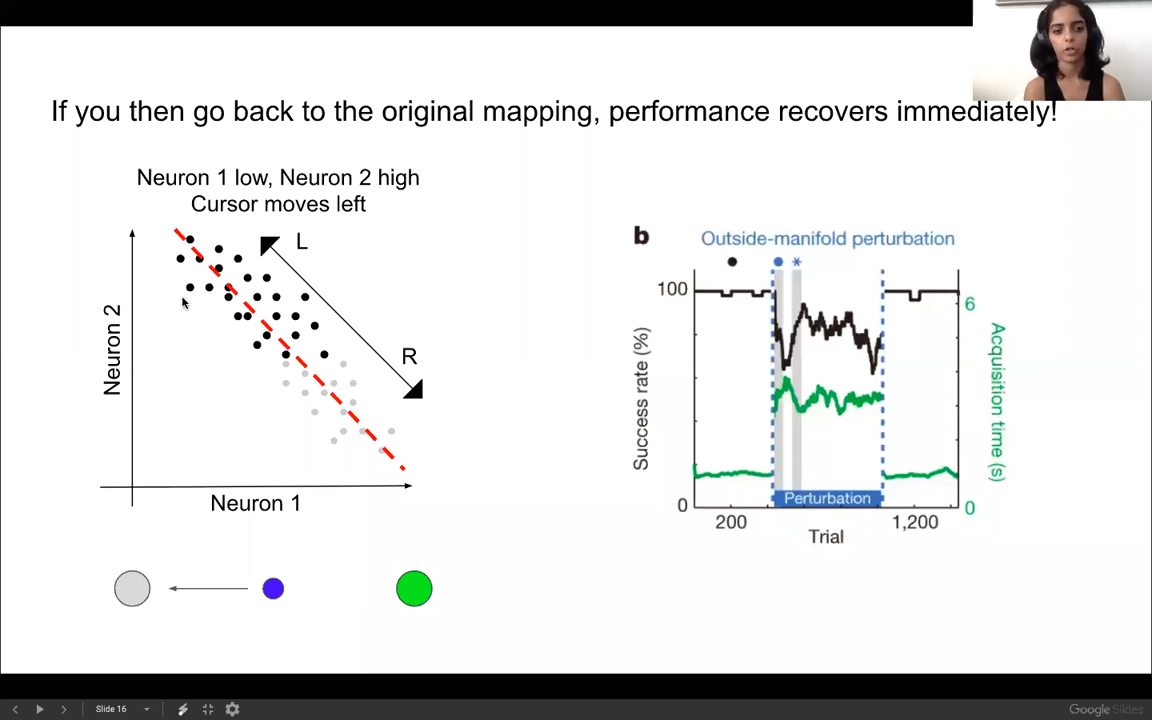 If you then go back to the original mapping, performance recovers immediately!
Neuron 1 low, Neuron 2 high
Cursor moves left
L
R
Neuron 2
Neuron 1
b
Outside-manifold perturbation
*
100
6
Success rate (%)
Acquisition time (s)
Perturbation
0
0
200
1,200
Trial
Slide 16
Google Slides